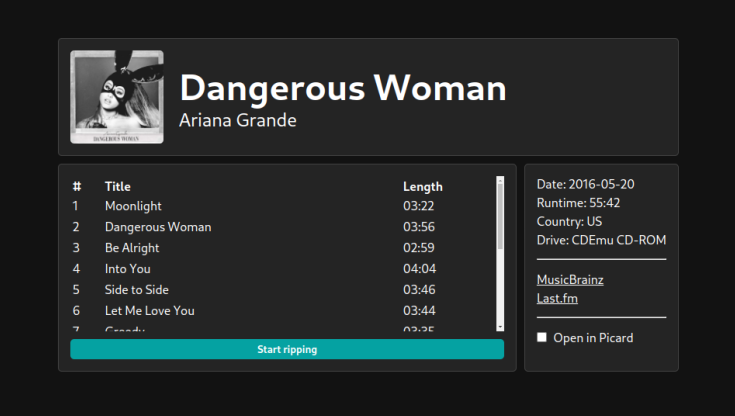 Dangerous Woman
Ariana Grande
DANGEROUS WOMAN
# Title Length
1 Moonlight 03:22
2 Dangerous Woman 03:56
3 Be Alright 02:59
4 Into You 04:04
5 Side to Side 03:46
6 Let Me Love You 03:44
7 Greedy 03:35
Start ripping
Date: 2016-05-20
Runtime: 55:42
Country: US
Drive: CDEmu CD-ROM
MusicBrainz
Last.fm
Open in Picard